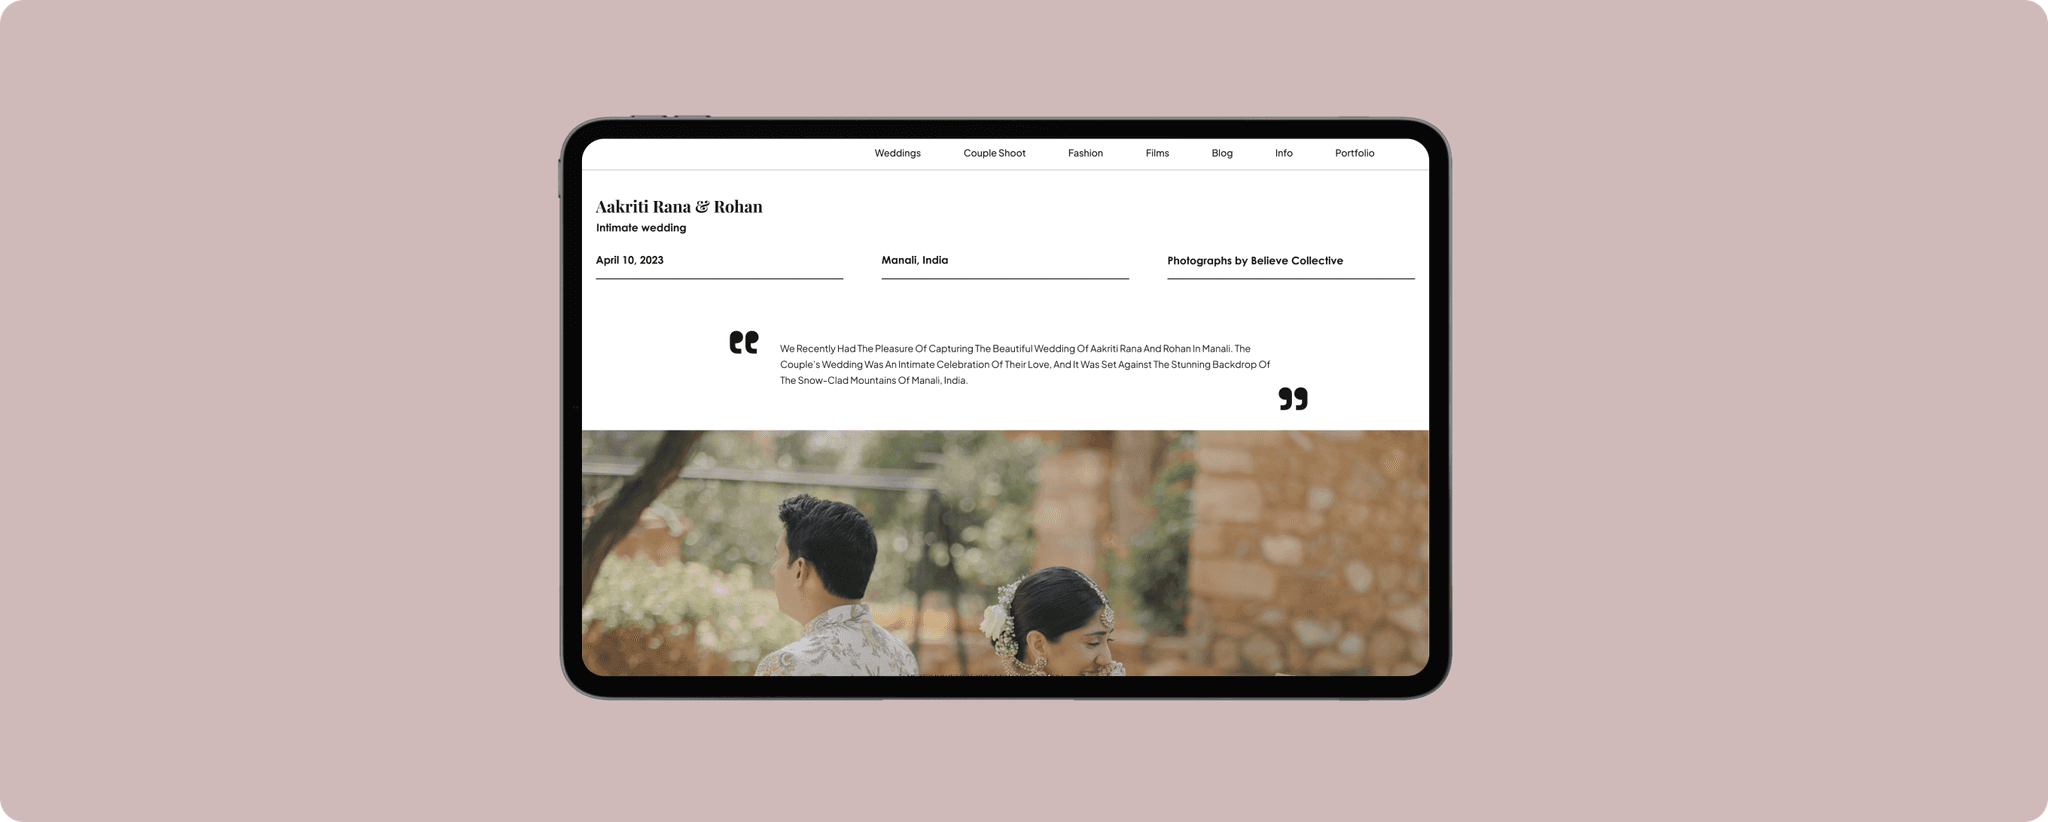 Weddings Couple Shoot Fashion Films Blog Info Portfolio
Aakriti Rana & Rohan
Intimate wedding
April 10, 2023 Manali, India Photographs by Believe Collective
“ We Recently Had The Pleasure Of Capturing The Beautiful Wedding Of Aakriti Rana And Rohan In Manali. The
Couple's Wedding Was An Intimate Celebration Of Their Love, And It Was Set Against The Stunning Backdrop Of
The Snow-Clad Mountains Of Manali, India. ”